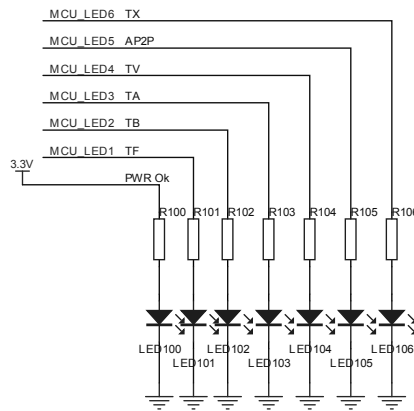 MCU_LED6 TX
MCU_LED5 AP2P
MCU_LED4 TV
MCU_LED3 TA
MCU_LED2 TB
MCU_LED1 TF
3.3V
PWR Ok
R100 R101 R102 R103 R104 R105 R106
LED100 LED102 LED104 LED106
LED101 LED103 LED105